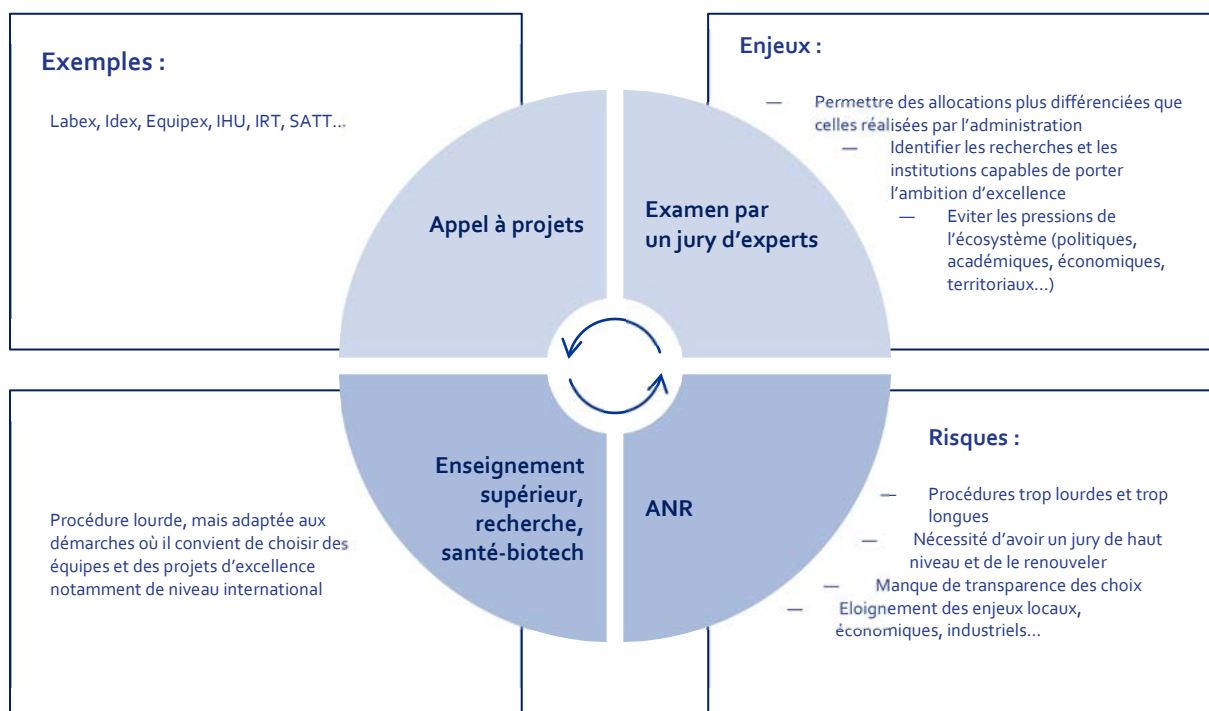 Exemples :
Labex, Idex, Equipex, IHU, IRT, SATT...
Enjeux :
— Permettre des allocations plus différenciées que
celles réalisées par l'administration
— Identifier les recherches et les
institutions capables de porter
l'ambition d'excellence
— Eviter les pressions de
l'écosystème (politiques,
académiques, économiques,
territoriaux...)
Appel à projets
Examen par
un jury d'experts
Enseignement
supérieur,
recherche,
santé-biotech
ANR
Procédure lourde, mais adaptée aux
démarches où il convient de choisir des
équipes et des projets d'excellence
notamment de niveau international
Risques :
— Procédures trop lourdes et trop
longues
— Nécessité d'avoir un jury de haut
niveau et de le renouveler
— Manque de transparence des choix
— Eloignement des enjeux locaux,
économiques, industriels...